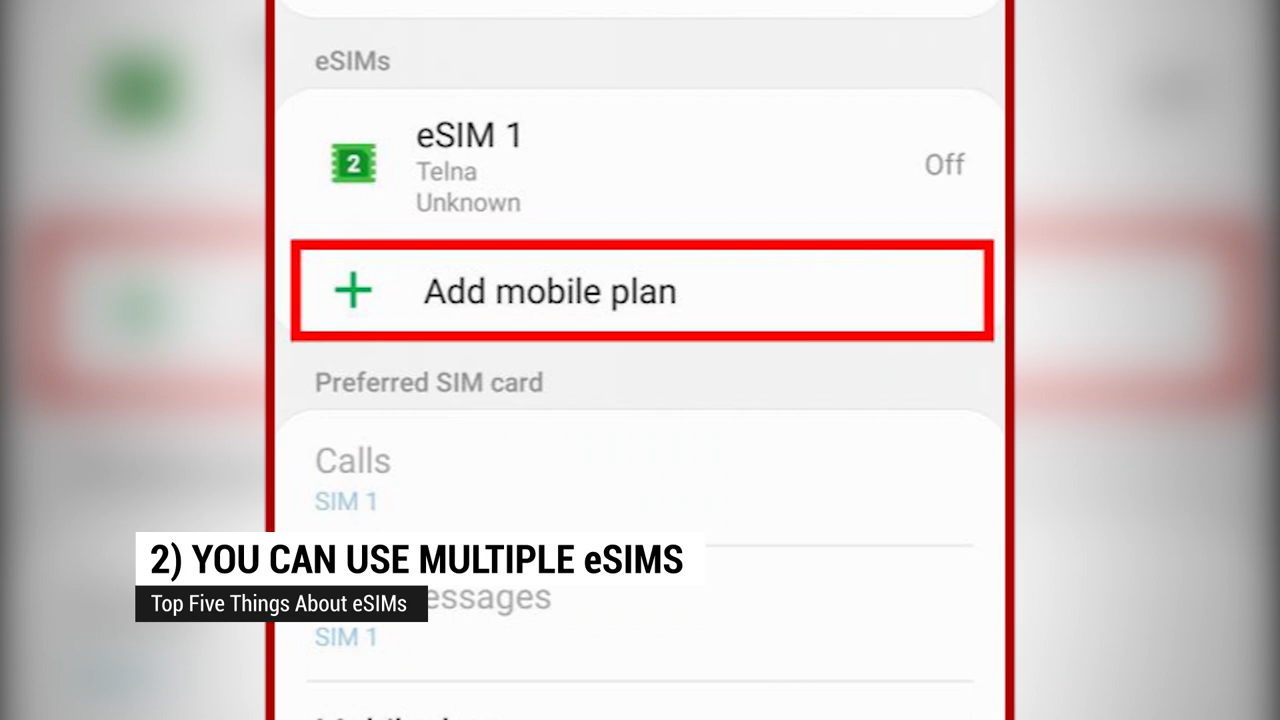 eSIMs
eSIM 1
2
Telna
Off
Unknown
Add mobile plan
Preferred SIM card
Calls
SIM 1
2) YOU CAN USE MULTIPLE eSIMS
Top Five Things About eSIMs
essages
SIM 1